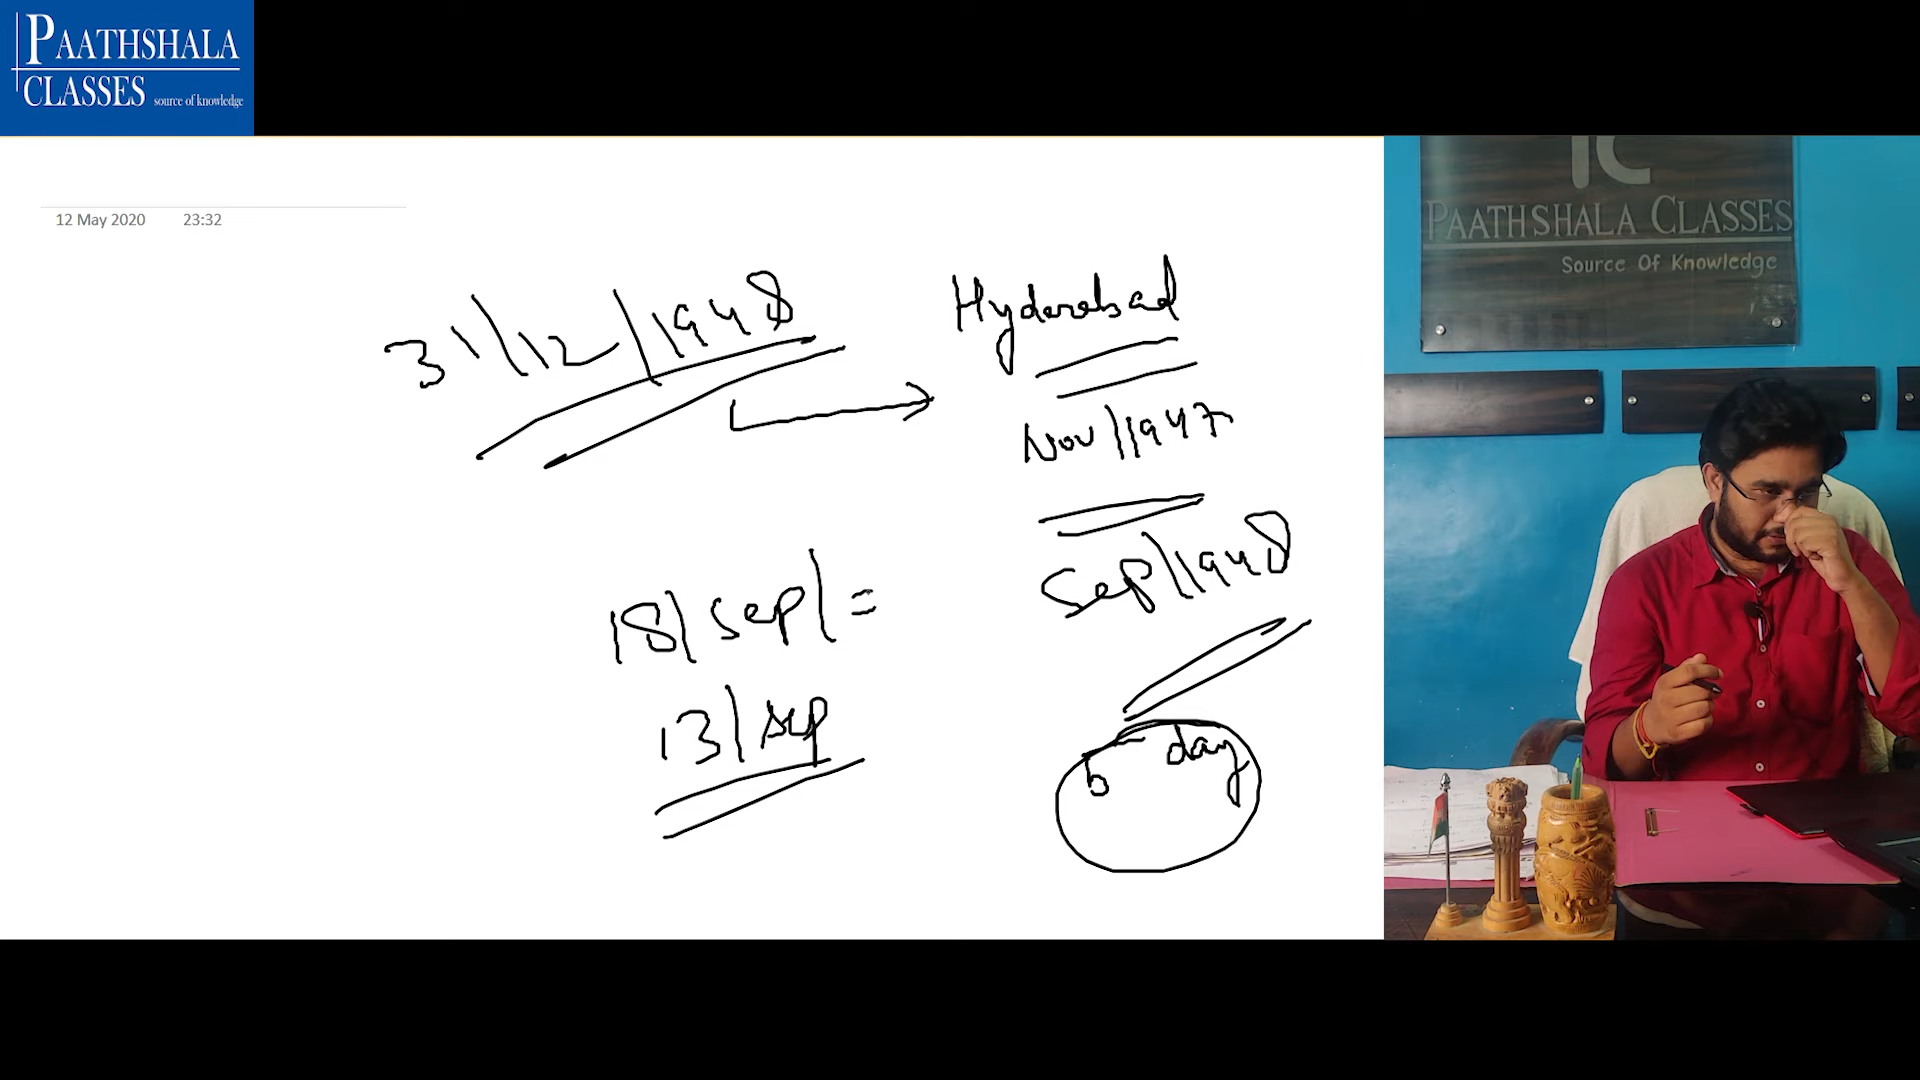 PAATHSHALA
CLASSES source of knowledge
12 May 2020 23:32
31/12/1948
Hyderabad
Nov/1947
Sep/1948
18/Sep/=
13/Sep
5 day
PAATHSHALA CLASSES
Source Of Knowledge